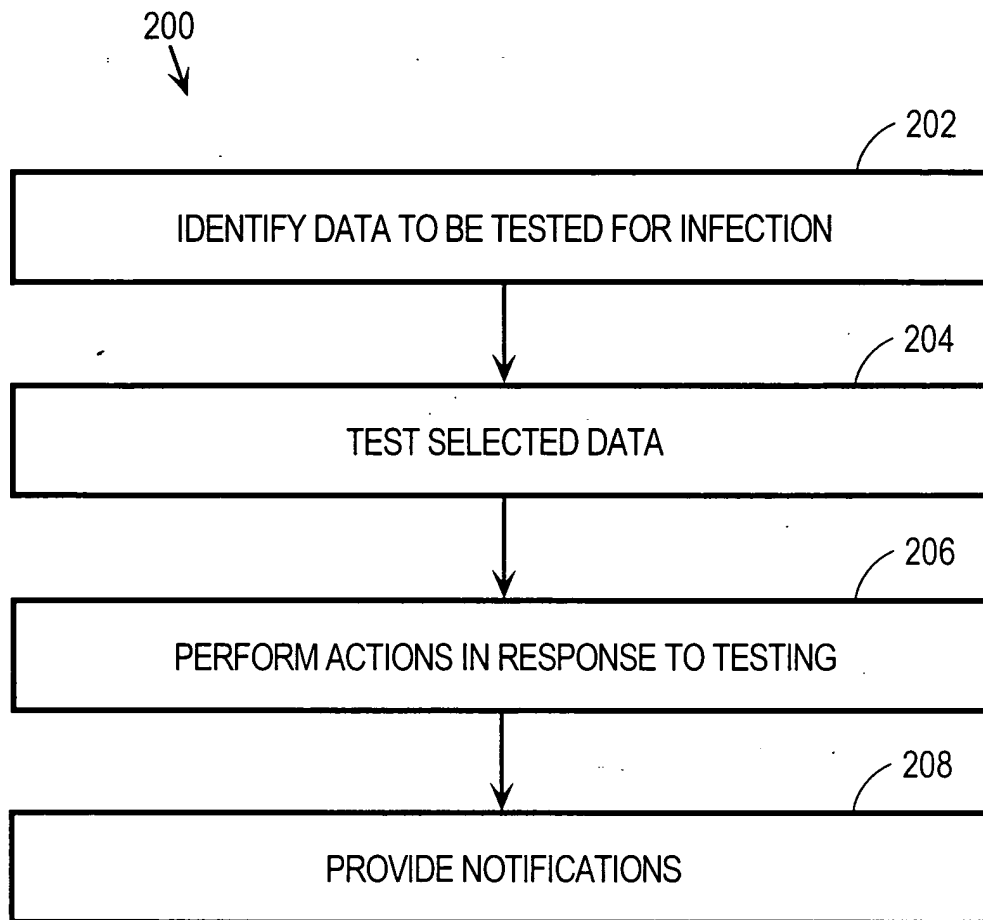 200
202
IDENTIFY DATA TO BE TESTED FOR INFECTION
204
TEST SELECTED DATA
206
PERFORM ACTIONS IN RESPONSE TO TESTING
208
PROVIDE NOTIFICATIONS